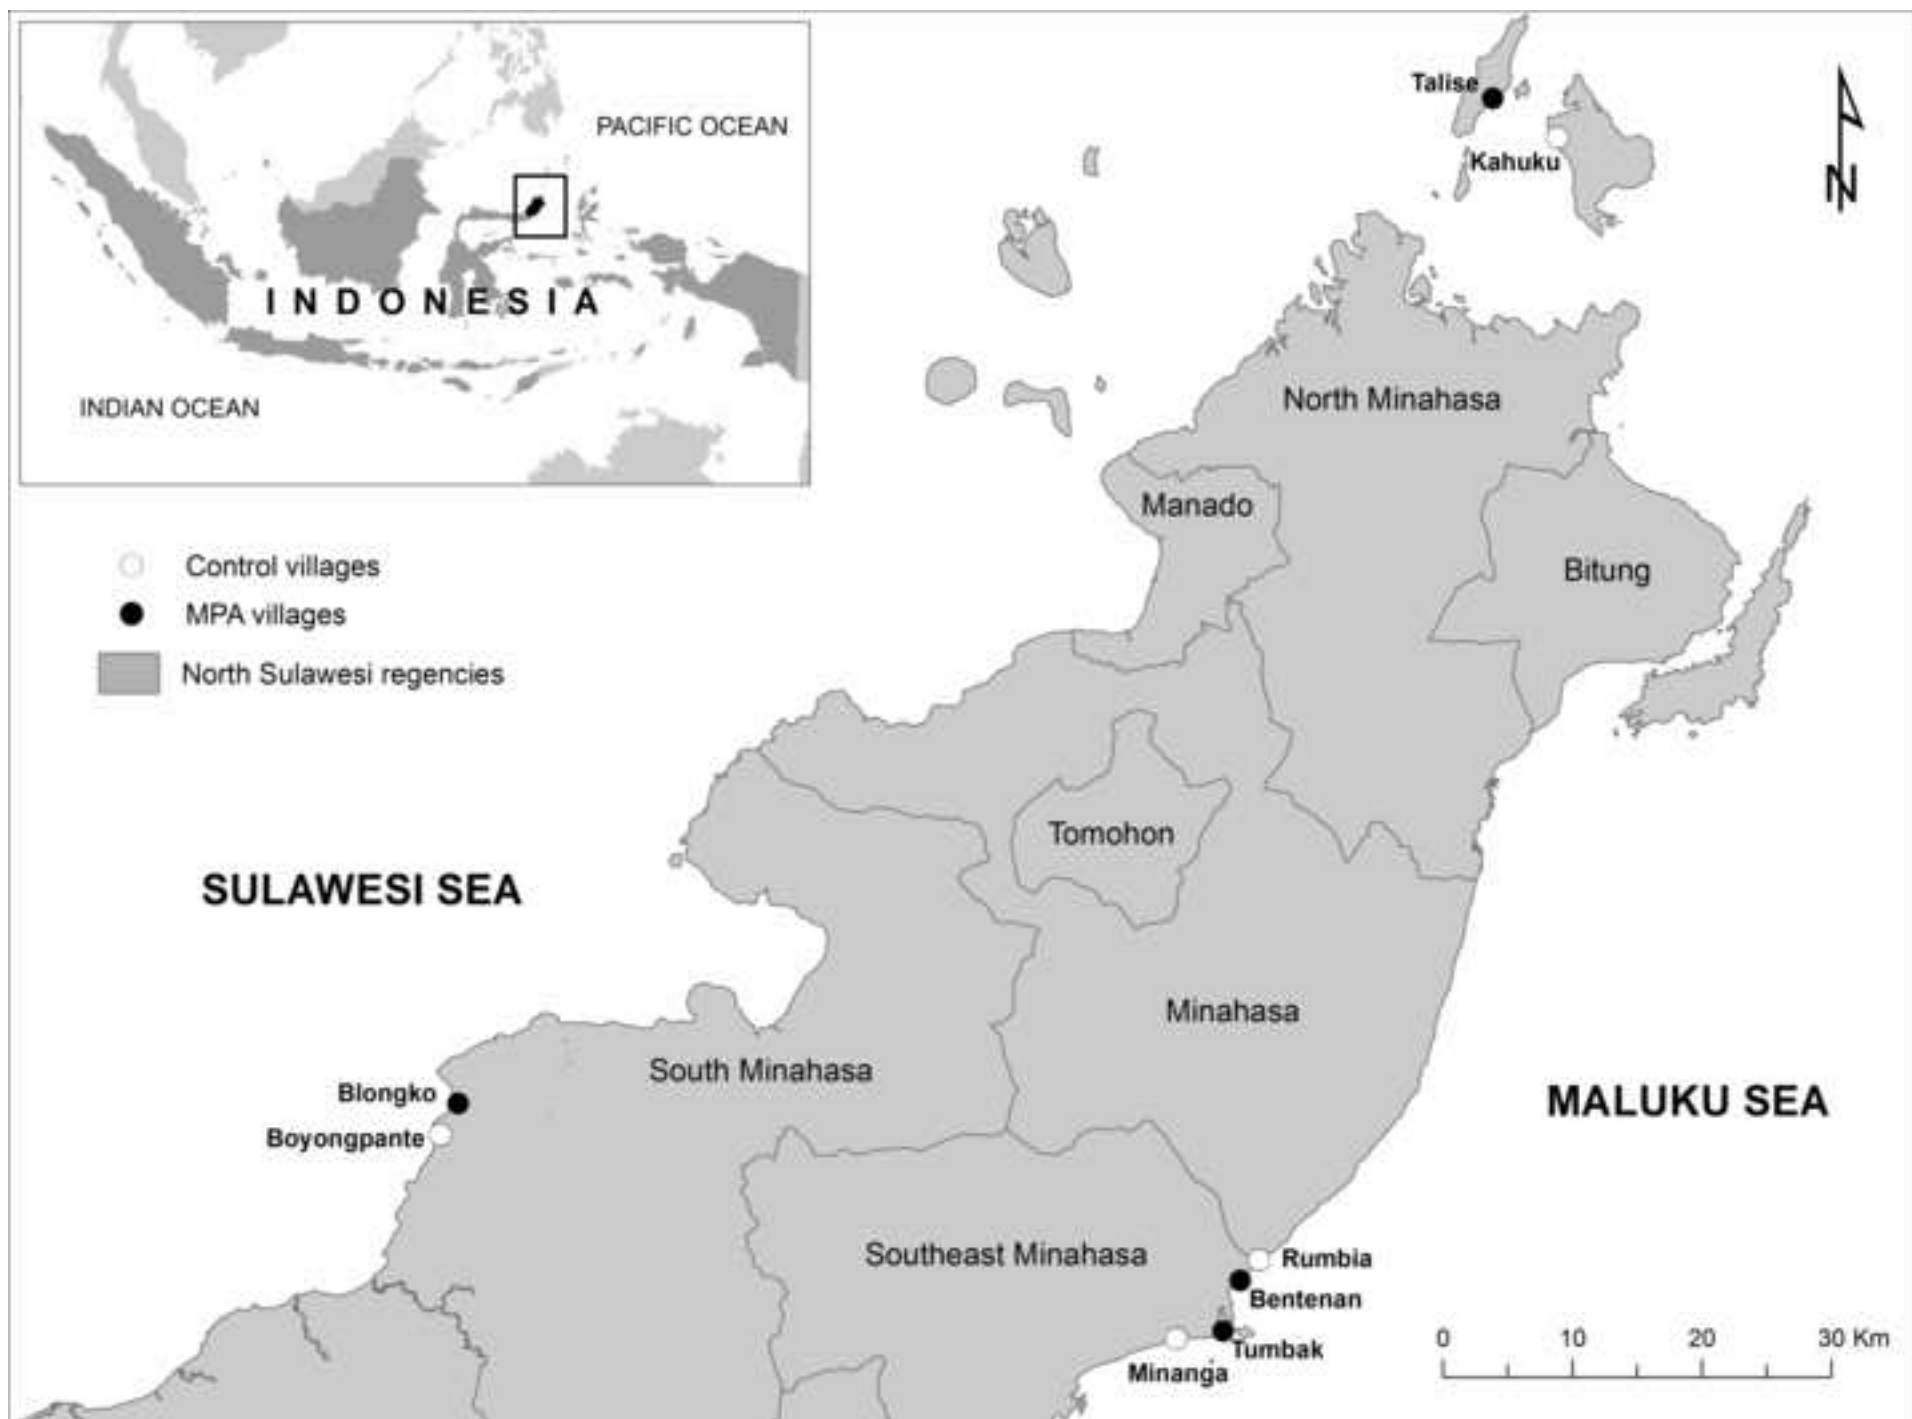 PACIFIC OCEAN
INDONESIA
INDIAN OCEAN
Control villages
MPA villages
North Sulawesi regencies
Talise
Kahuku
N
North Minahasa
Manado
Bitung
Tomohon
SULAWESI SEA
Minahasa
South Minahasa
Blongko
Boyongpante
MALUKU SEA
Southeast Minahasa
Rumbia
Bentenan
Tumbak
Minanga
0 10 20 30 Km